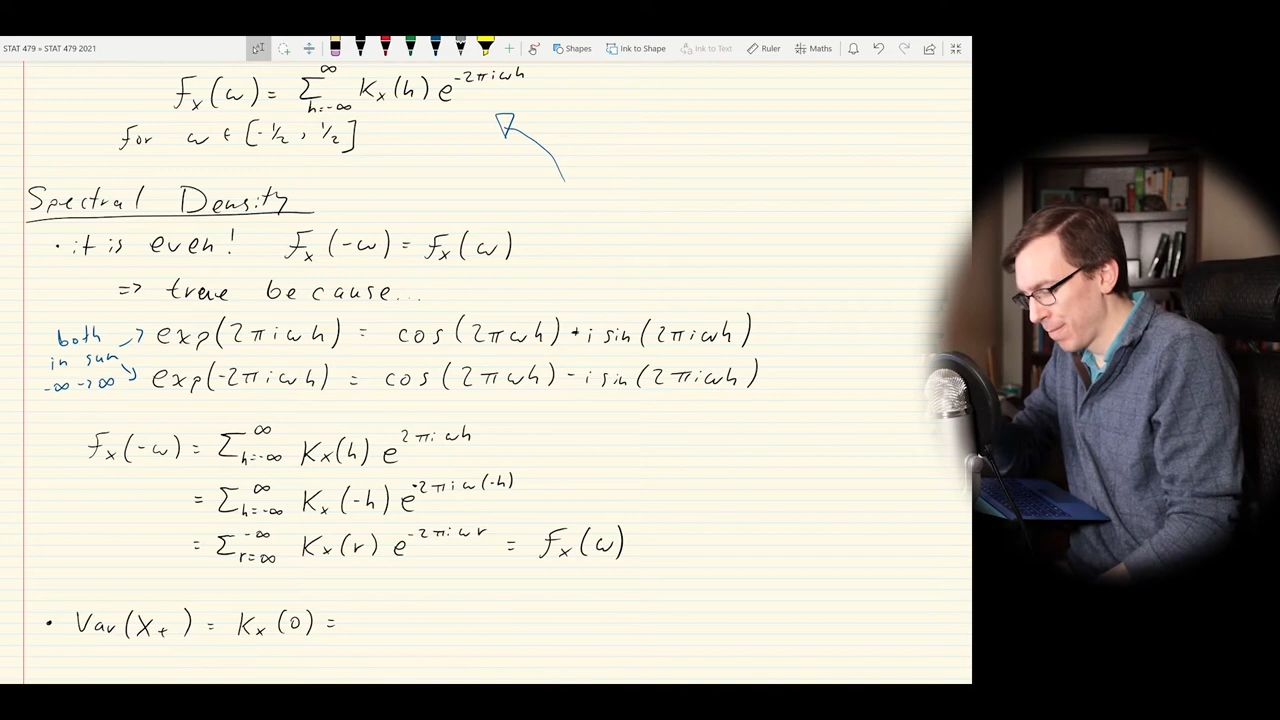 STAT 479 » STAT 479 2021
Shapes Ink to Shape Ink to Text Ruler Maths
f_x(ω) = Σ_{h=-∞}^{∞} K_x(h) e^{-2πiωh}
for ω ∈ [-1/2, 1/2]
Spectral Density
· it is even! f_x(-ω) = f_x(ω)
=> true because...
both in sum -∞→∞
exp(2πiωh) = cos(2πωh) + i sin(2πiωh)
exp(-2πiωh) = cos(2πωh) - i sin(2πiωh)
f_x(-ω) = Σ_{h=-∞}^{∞} K_x(h) e^{2πiωh}
= Σ_{h=-∞}^{∞} K_x(-h) e^{-2πiω(-h)}
= Σ_{r=∞}^{-∞} K_x(r) e^{-2πiωr} = f_x(ω)
• Var(X_t) = K_x(0) =